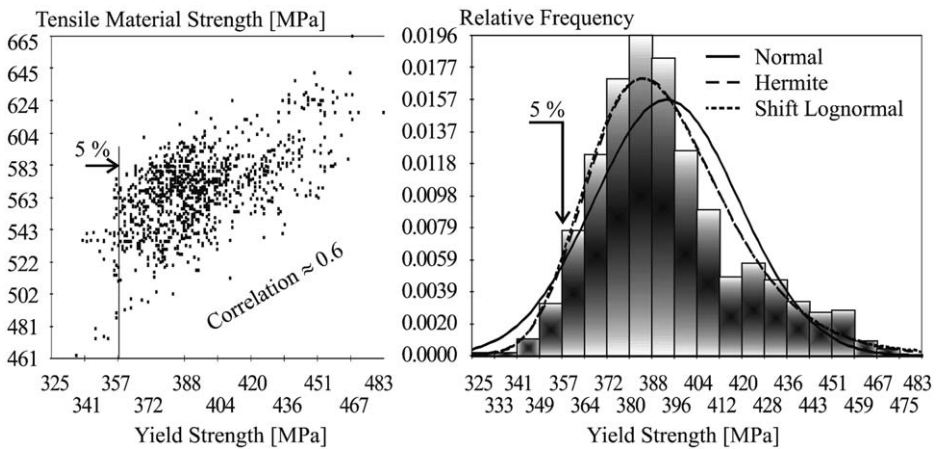 Tensile Material Strength [MPa]
665
645
624
604
583
563
543
522
502
481
461
5 %
Correlation ≈ 0.6
325 357 388 420 451 483
341 372 404 436 467
Yield Strength [MPa]
Relative Frequency
0.0196
0.0177
0.0157
0.0137
0.0118
0.0098
0.0079
0.0059
0.0039
0.0020
0.0000
Normal
Hermite
Shift Lognormal
5 %
325 341 357 372 388 404 420 436 451 467 483
333 349 364 380 396 412 428 443 459 475
Yield Strength [MPa]